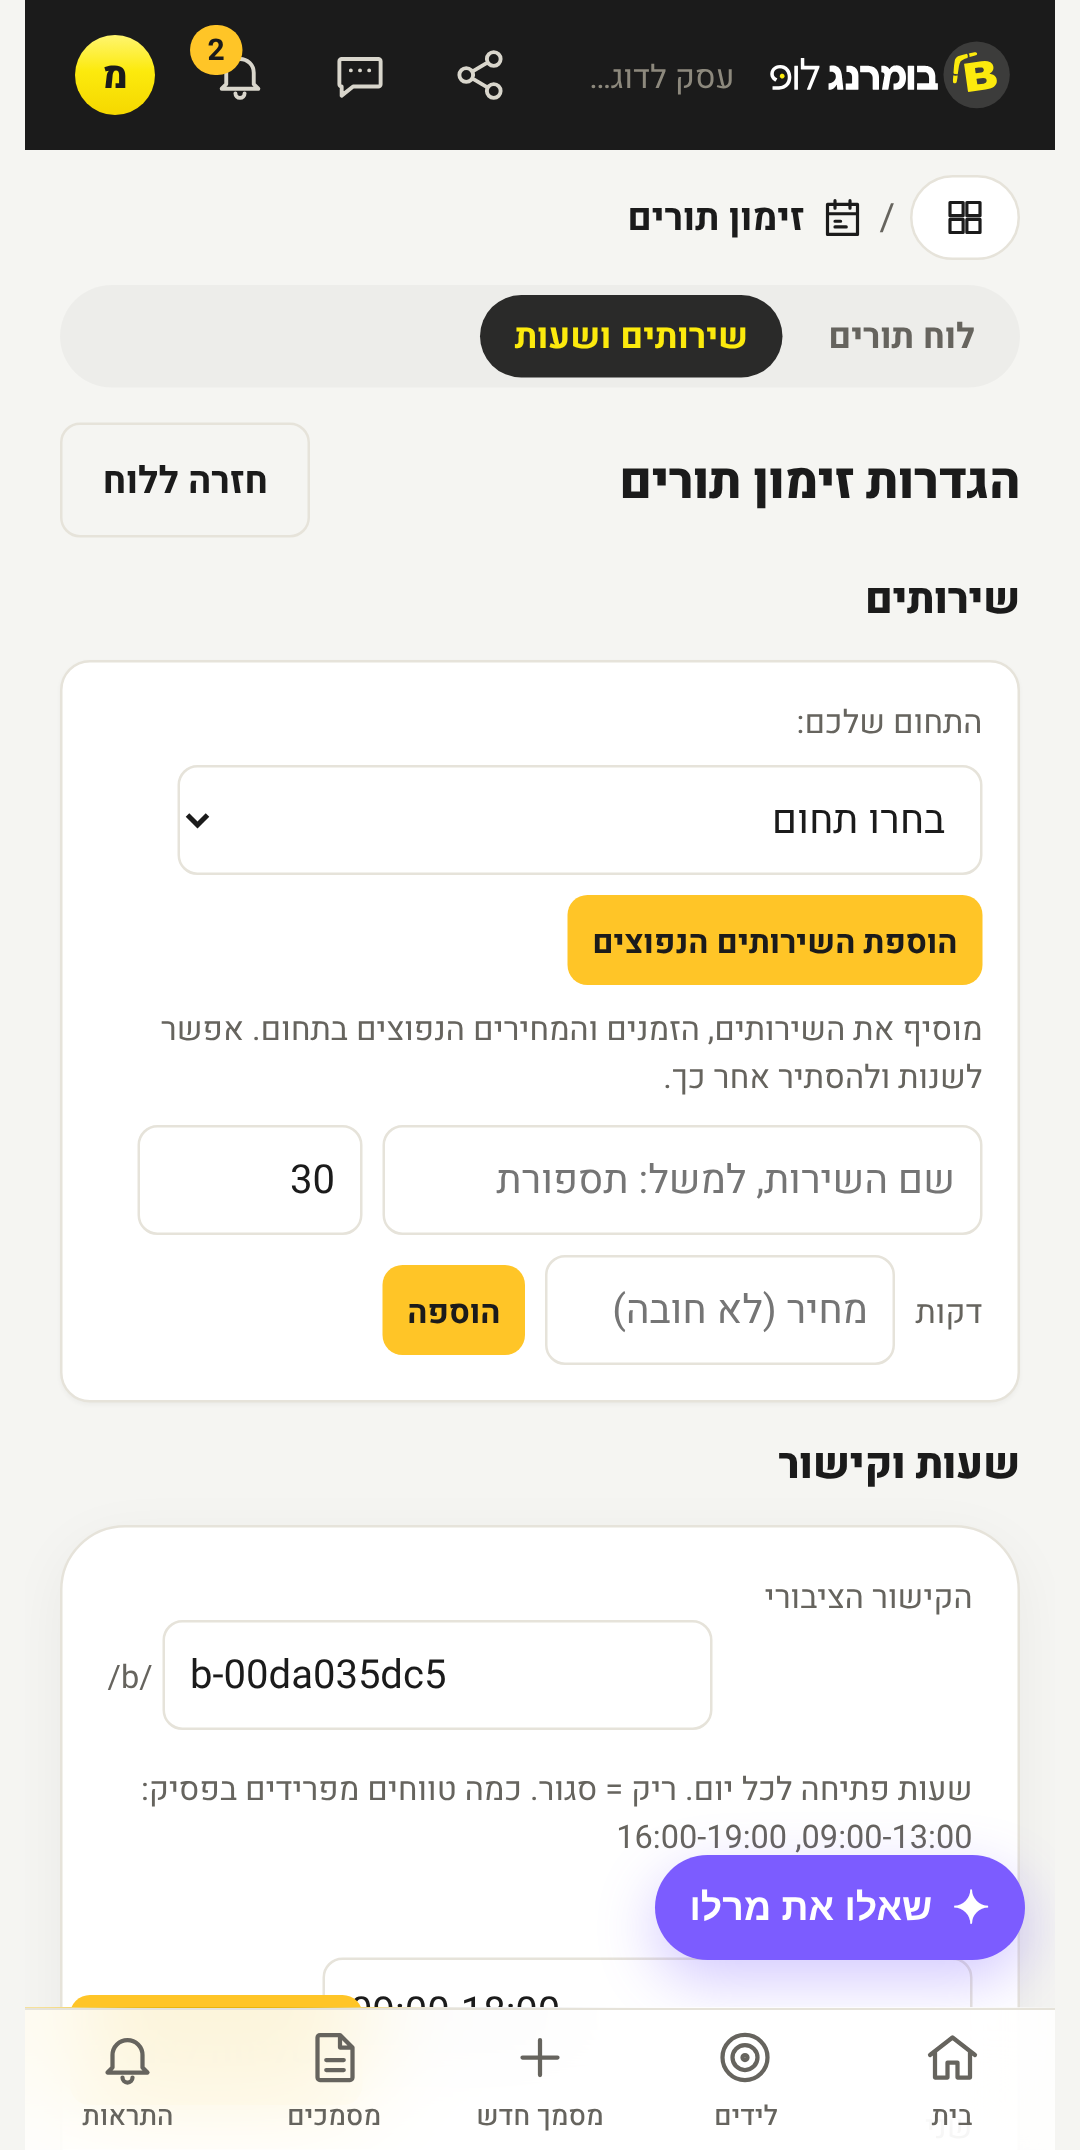 בומרנג לופ עסק לדוג... 2 מ
/ זימון תורים
לוח תורים שירותים ושעות
הגדרות זימון תורים חזרה ללוח
שירותים
התחום שלכם:
בחרו תחום
הוספת השירותים הנפוצים
מוסיף את השירותים, הזמנים והמחירים הנפוצים בתחום. אפשר
לשנות ולהסתיר אחר כך.
שם השירות, למשל: תספורת 30
דקות מחיר (לא חובה) הוספה
שעות וקישור
הקישור הציבורי
/b/ b-00da035dc5
שעות פתיחה לכל יום. ריק = סגור. כמה טווחים מפרידים בפסיק:
09:00-13:00, 16:00-19:00
שאלו את מרלו
09:00-18:00
בית לידים מסמך חדש מסמכים התראות